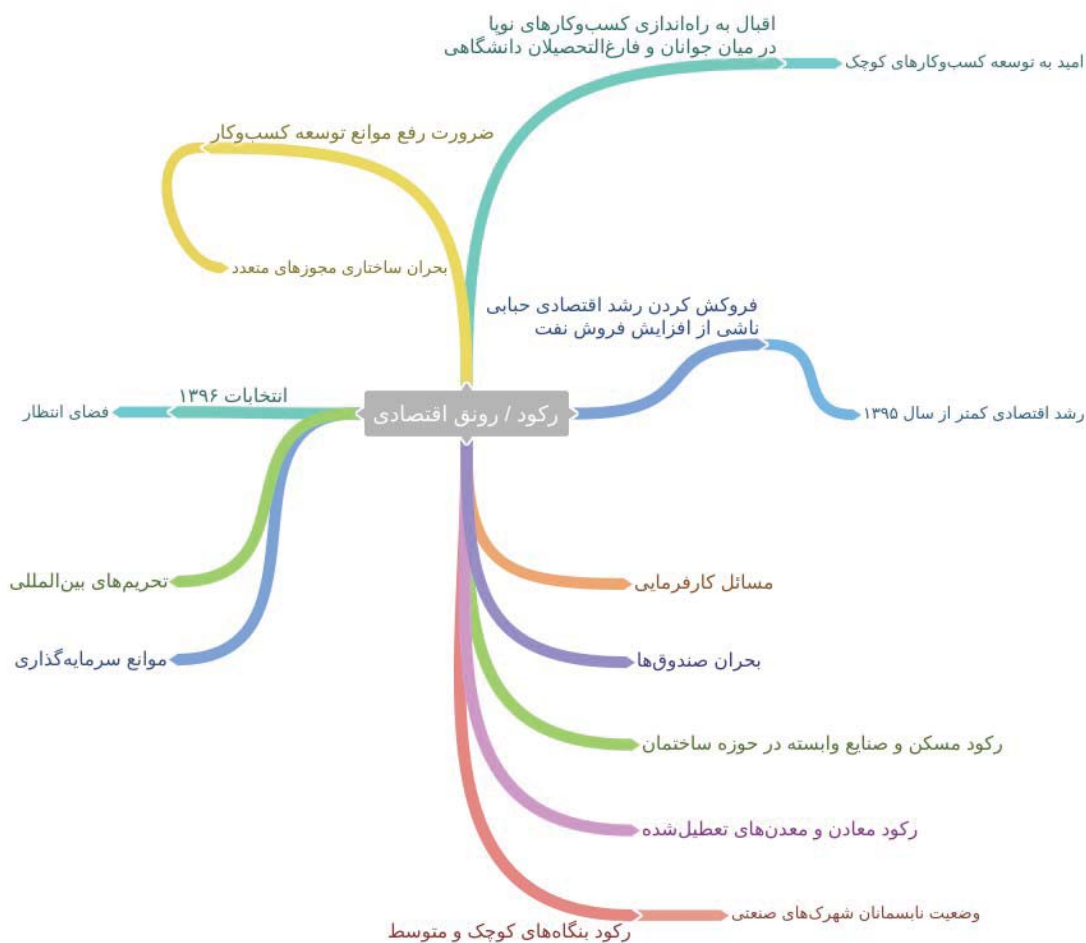 اقبال به راه‌اندازی کسب‌وکارهای نوپا
در میان جوانان و فارغ‌التحصیلان دانشگاهی
امید به توسعه کسب‌وکارهای کوچک
ضرورت رفع موانع توسعه کسب‌وکار
بحران ساختاری مجوزهای متعدد
فروکش کردن رشد اقتصادی حبابی
ناشی از افزایش فروش نفت
رشد اقتصادی کمتر از سال ۱۳۹۵
رکود / رونق اقتصادی
انتخابات ۱۳۹۶
فضای انتظار
تحریم‌های بین‌المللی
موانع سرمایه‌گذاری
مسائل کارفرمایی
بحران صندوق‌ها
رکود مسکن و صنایع وابسته در حوزه ساختمان
رکود معادن و معدن‌های تعطیل‌شده
وضعیت نابسمانان شهرک‌های صنعتی
رکود بنگاه‌های کوچک و متوسط